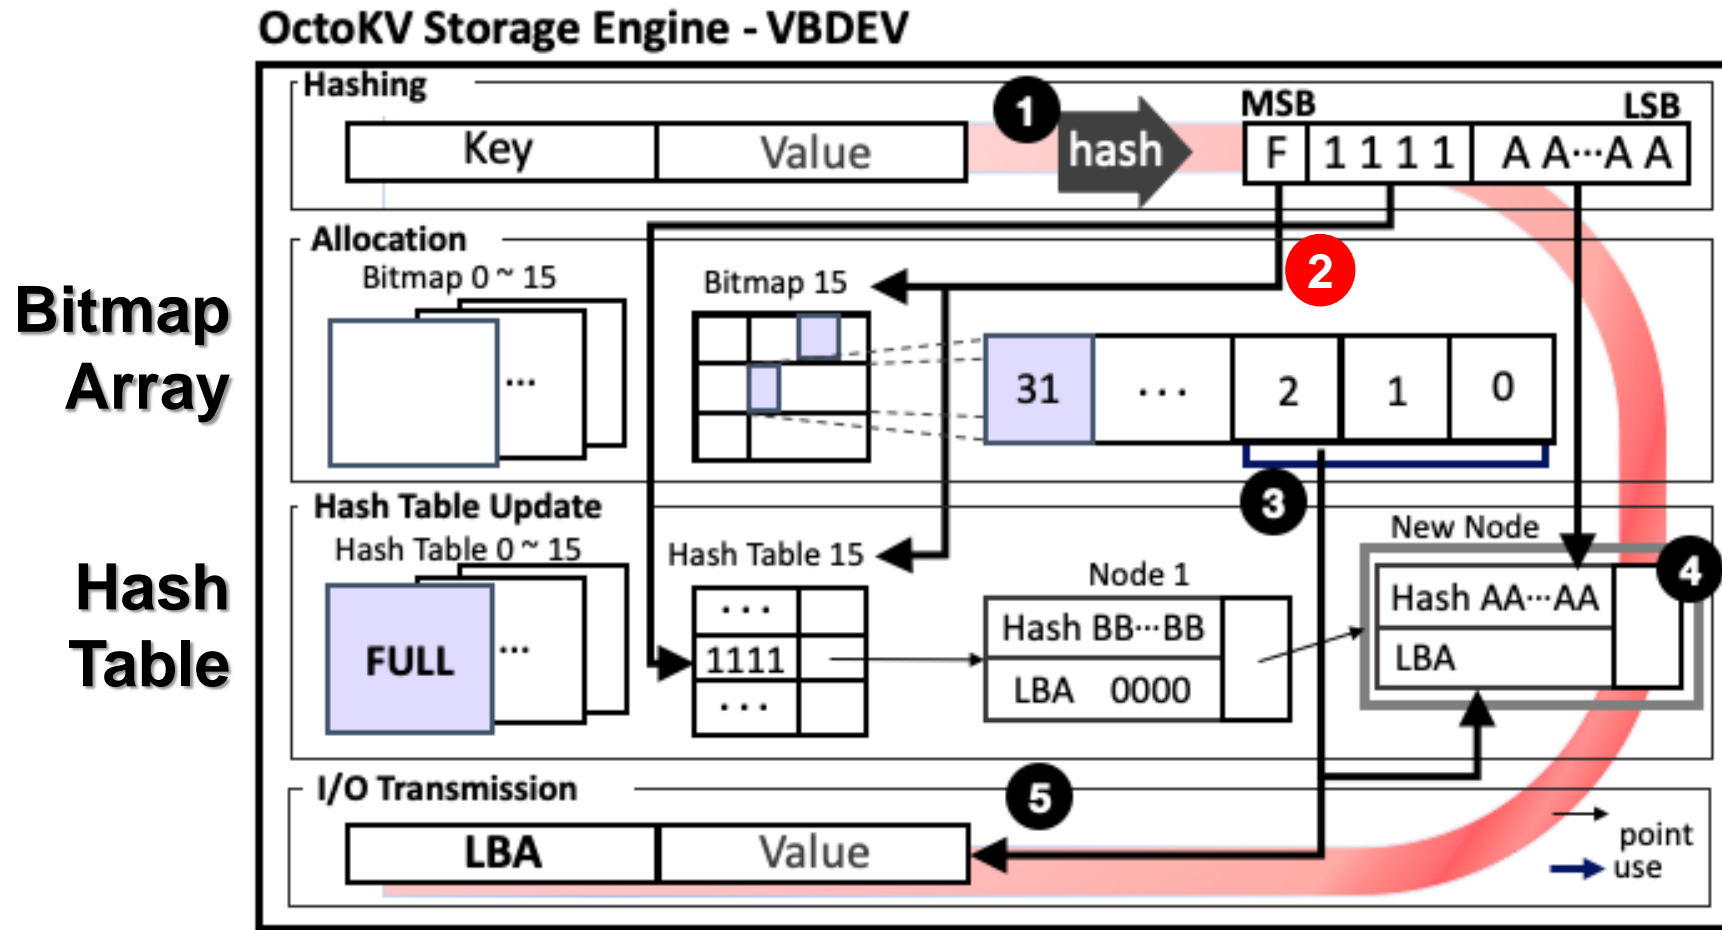 OctoKV Storage Engine - VBDEV
Hashing
1
MSB
LSB
Key
Value
hash
F
1 1 1 1
A A···A A
Allocation
2
Bitmap 0 ~ 15
Bitmap 15
Bitmap
Array
...
31
···
2
1
0
3
Hash Table Update
Hash Table 0 ~ 15
Hash Table 15
New Node
4
Node 1
Hash
Table
FULL
...
···
1111
···
Hash BB···BB
LBA 0000
Hash AA···AA
LBA
I/O Transmission
5
LBA
Value
point
use